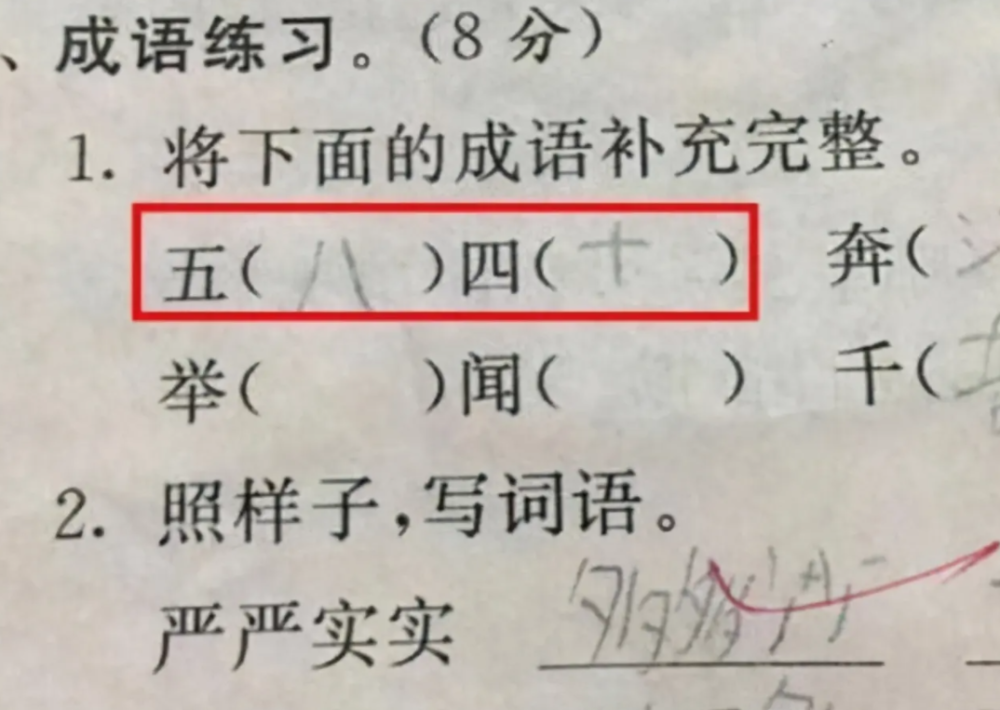 、成语练习。（8 分）
1. 将下面的成语补充完整。
五（ 八 ）四（ 十 ） 奔（
举（ ）闻（ ） 千（
2. 照样子，写词语。
严严实实